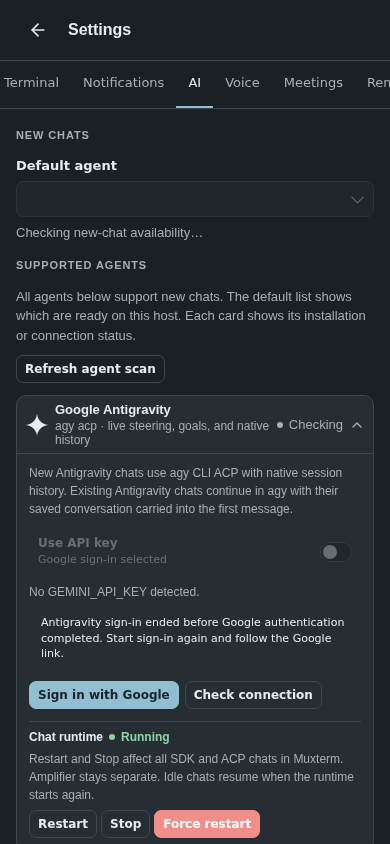 Settings
Terminal Notifications AI Voice Meetings
NEW CHATS
Default agent
Checking new-chat availability...
SUPPORTED AGENTS
All agents below support new chats. The default list shows
which are ready on this host. Each card shows its installation
or connection status.
Refresh agent scan
Google Antigravity
agy acp · live steering, goals, and native
history
Checking
New Antigravity chats use agy CLI ACP with native session
history. Existing Antigravity chats continue in agy with their
saved conversation carried into the first message.
Use API key
Google sign-in selected
No GEMINI_API_KEY detected.
Antigravity sign-in ended before Google authentication
completed. Start sign-in again and follow the Google
link.
Sign in with Google Check connection
Chat runtime Running
Restart and Stop affect all SDK and ACP chats in Muxterm.
Amplifier stays separate. Idle chats resume when the runtime
starts again.
Restart Stop Force restart